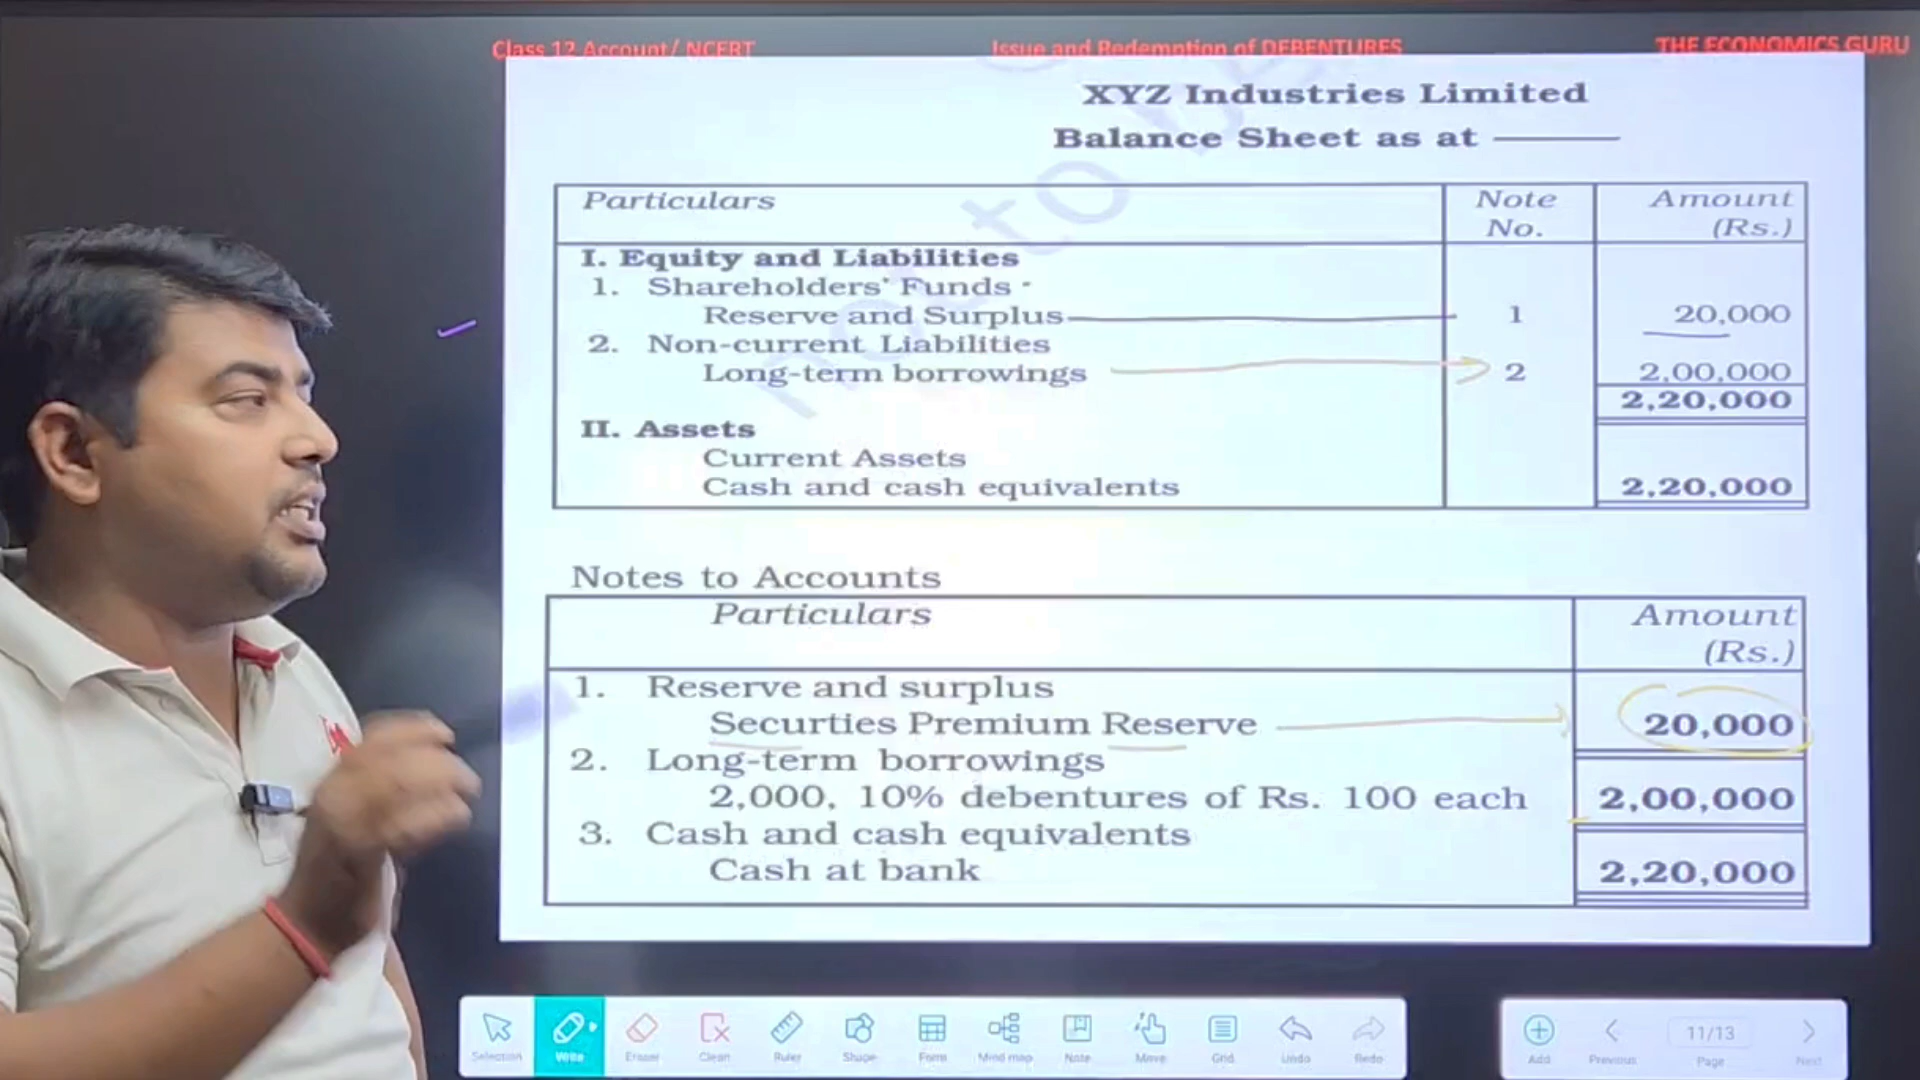 Class 12 Account/ NCERT Issue and Redemption of DEBENTURES THE ECONOMICS GURU
XYZ Industries Limited
Balance Sheet as at
Particulars Note No. Amount (Rs.)
I. Equity and Liabilities
1. Shareholders' Funds
Reserve and Surplus 1 20,000
2. Non-current Liabilities
Long-term borrowings 2 2,00,000
2,20,000
II. Assets
Current Assets
Cash and cash equivalents 2,20,000
Notes to Accounts
Particulars Amount (Rs.)
1. Reserve and surplus
Securties Premium Reserve 20,000
2. Long-term borrowings
2,000, 10% debentures of Rs. 100 each 2,00,000
3. Cash and cash equivalents
Cash at bank 2,20,000
not to be
Selection Write Eraser Clean Ruler Shape Form Mind map Note Move Grid Undo Redo Add Previous 11/13 Page Next